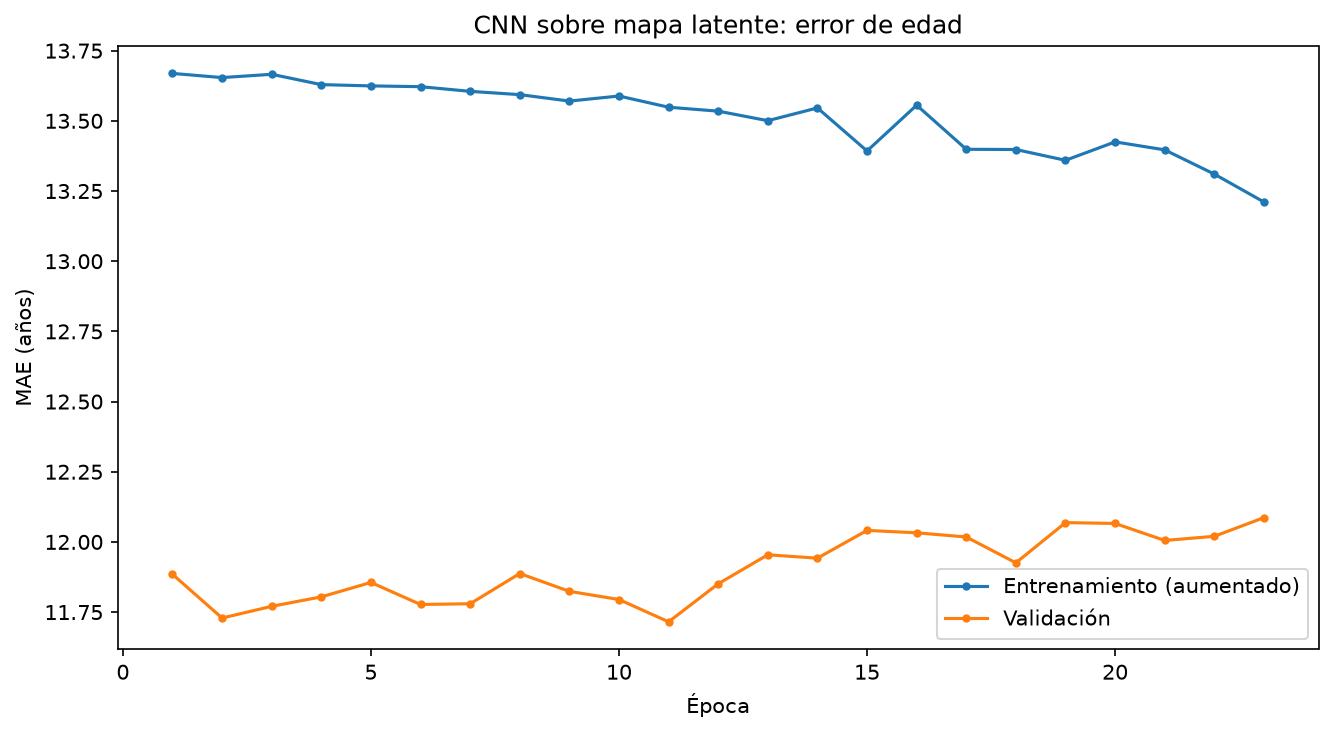 CNN sobre mapa latente: error de edad
MAE (años)
13.75
13.50
13.25
13.00
12.75
12.50
12.25
12.00
11.75
Entrenamiento (aumentado)
Validación
0 5 10 15 20
Época